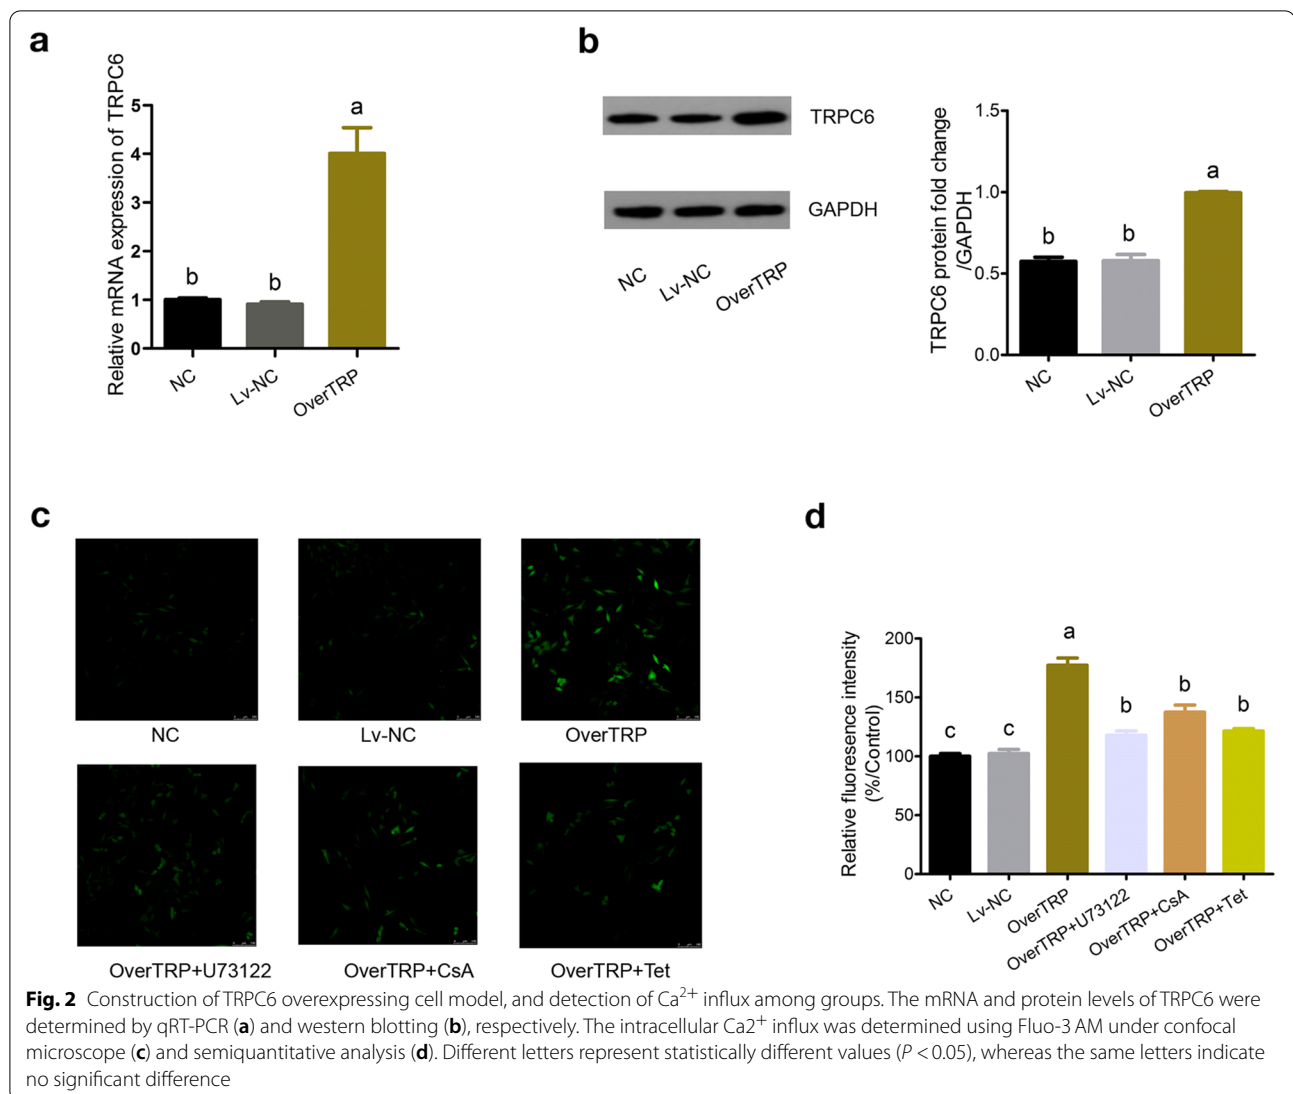 a
Relative mRNA expression of TRPC6
5
4
3
2
1
0
b
b
a
NC
Lv-NC
OverTRP
b
TRPC6
GAPDH
NC
Lv-NC
OverTRP
TRPC6 protein fold change
/GAPDH
1.5
1.0
0.5
0.0
b
b
a
NC
Lv-NC
OverTRP
c
NC
Lv-NC
OverTRP
OverTRP+U73122
OverTRP+CsA
OverTRP+Tet
d
Relative fluoresence intensity
(%/Control)
200
150
100
50
0
c
c
a
b
b
b
NC
Lv-NC
OverTRP
OverTRP+U73122
OverTRP+CsA
OverTRP+Tet
Fig. 2 Construction of TRPC6 overexpressing cell model, and detection of Ca2+ influx among groups. The mRNA and protein levels of TRPC6 were
determined by qRT-PCR (a) and western blotting (b), respectively. The intracellular Ca2+ influx was determined using Fluo-3 AM under confocal
microscope (c) and semiquantitative analysis (d). Different letters represent statistically different values (P < 0.05), whereas the same letters indicate
no significant difference